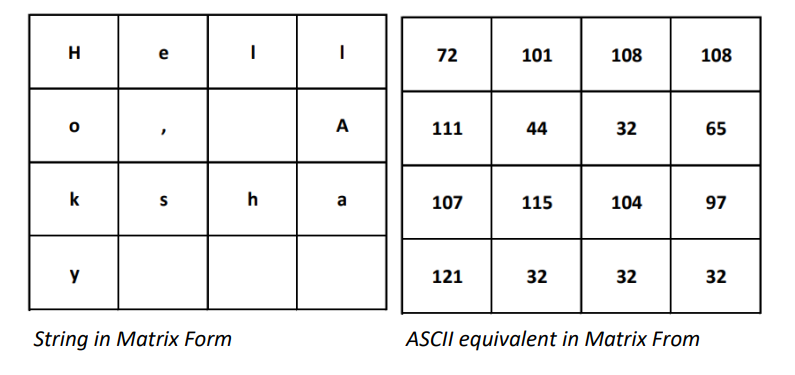 H e l l 72 101 108 108
o , A 111 44 32 65
k s h a 107 115 104 97
y 121 32 32 32
String in Matrix Form ASCII equivalent in Matrix From